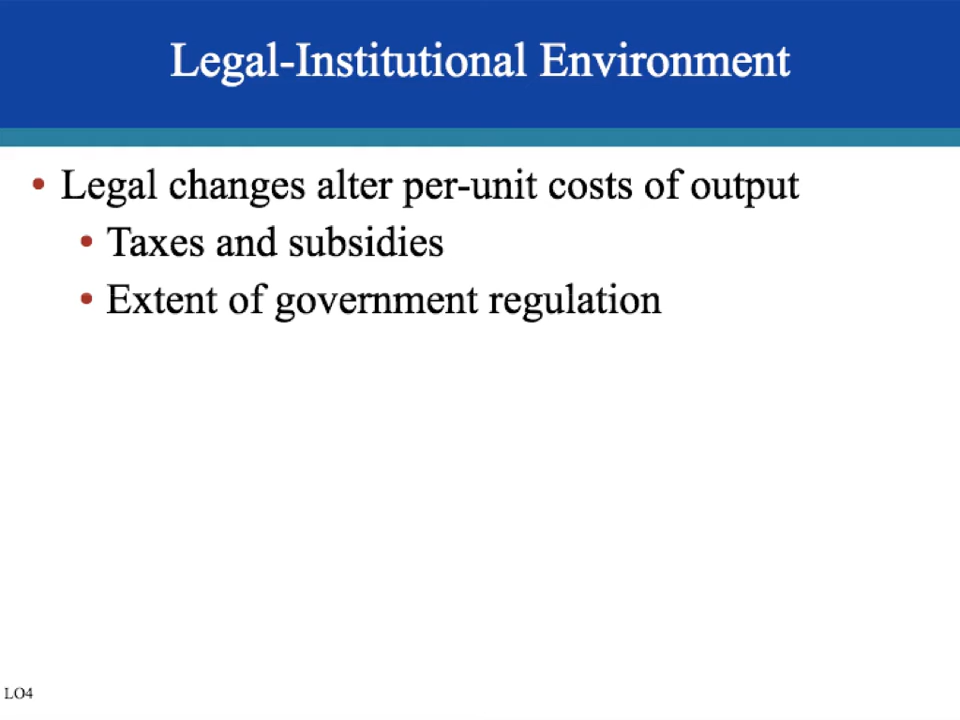 Legal-Institutional Environment
• Legal changes alter per-unit costs of output
• Taxes and subsidies
• Extent of government regulation
LO4